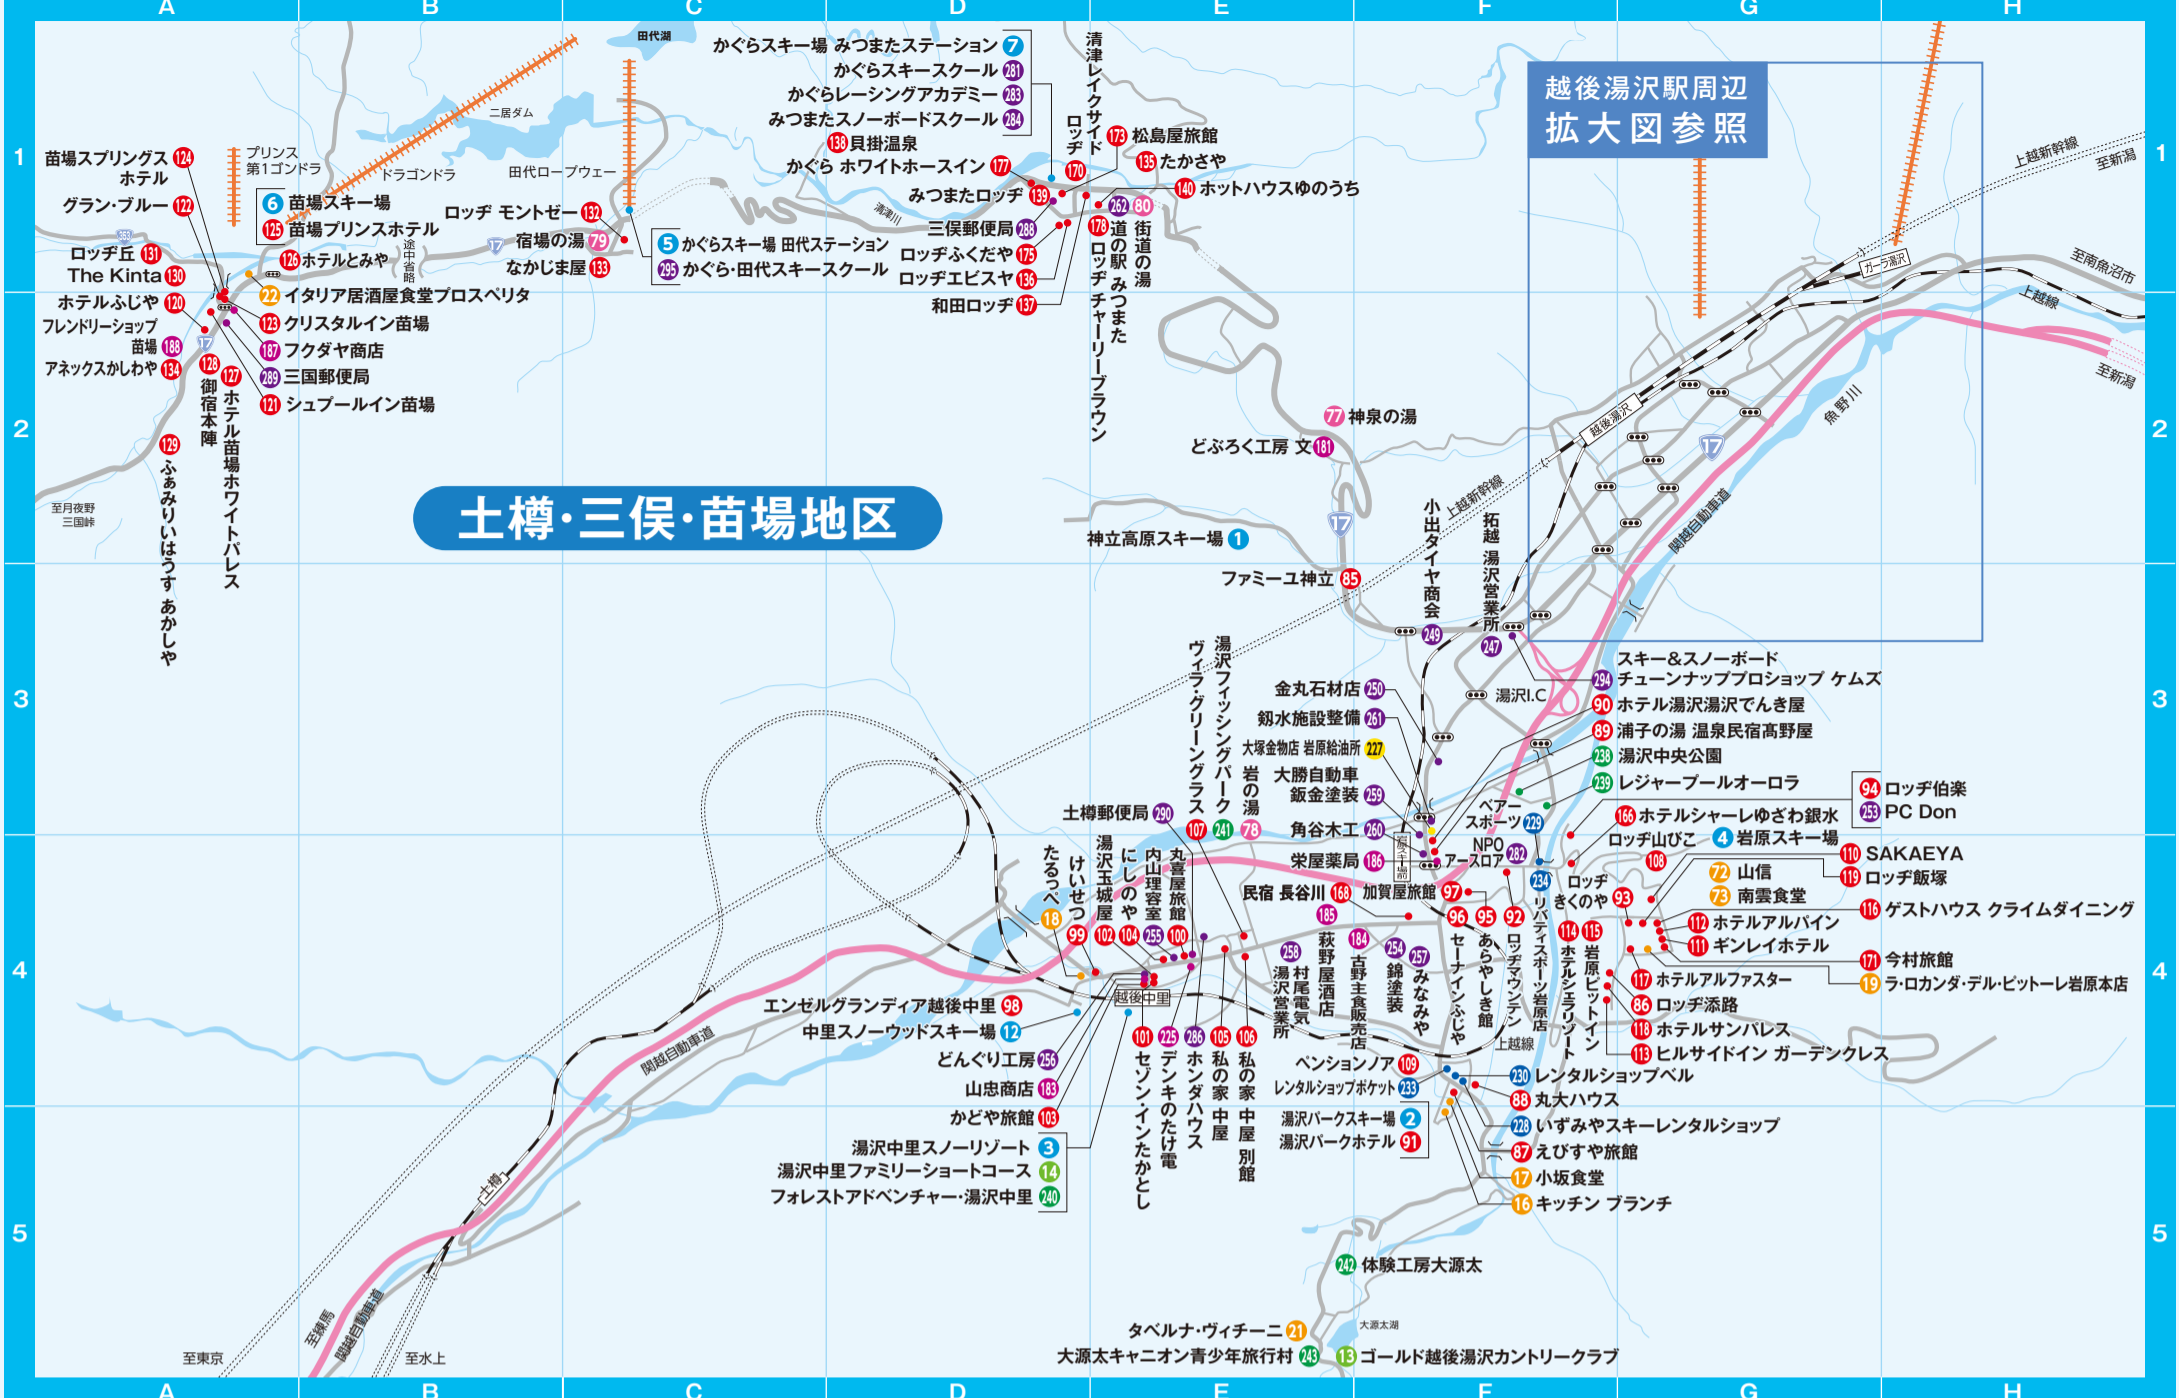 A B C D E F G H
1
2
3
4
5
土樽・三俣・苗場地区
越後湯沢駅周辺
拡大図参照
田代湖
二居ダム
プリンス
第1ゴンドラ
ドラゴンドラ
田代ロープウェー
清津川
苗場スプリングス 124
ホテル
グラン・ブルー 122
6 苗場スキー場
125 苗場プリンスホテル
353
ロッヂ丘 131
The Kinta 130
126 ホテルとみや
途中省略
17
ホテルふじや 120
22 イタリア居酒屋食堂プロスペリタ
フレンドリーショップ
苗場 188
123 クリスタルイン苗場
187 フクダヤ商店
アネックスかしわや 134
17
128 御宿本陣
127 ホテル苗場ホワイトパレス
289 三国郵便局
121 シュプールイン苗場
129 ふぁみりぃはうす あかしや
至月夜野
三国峠
ロッヂ モントゼー 132
宿場の湯 79
なかじま屋 133
5 かぐらスキー場 田代ステーション
295 かぐら・田代スキースクール
かぐらスキー場 みつまたステーション 7
かぐらスキースクール 281
かぐらレーシングアカデミー 283
みつまたスノーボードスクール 284
138 貝掛温泉
かぐら ホワイトホースイン 177
みつまたロッヂ 139
三俣郵便局 288
ロッヂふくだや 175
ロッヂエビスヤ 136
和田ロッヂ 137
清津レイクサイド
ロッヂ
170
173 松島屋旅館
135 たかさや
140 ホットハウスゆのうち
262 道の駅 みつまた
80 街道の湯
178 ロッヂ チャーリーブラウン
77 神泉の湯
どぶろく工房 文 181
神立高原スキー場 1
17
ファミーユ神立 85
上越新幹線
小出タイヤ商会
249
拓越 湯沢営業所
247
越後湯沢
ガーラ湯沢
上越新幹線
至新潟
至南魚沼市
上越線
至新潟
17
魚野川
関越自動車道
湯沢I.C
スキー&スノーボード
294 チューンナッププロショップ ケムズ
90 ホテル湯沢湯沢でんき屋
89 浦子の湯 温泉民宿髙野屋
238 湯沢中央公園
239 レジャープールオーロラ
94 ロッヂ伯楽
253 PC Don
166 ホテルシャーレゆざわ銀水
ロッヂ山びこ
108
4 岩原スキー場
110 SAKAEYA
119 ロッヂ飯塚
72 山信
73 南雲食堂
116 ゲストハウス クライムダイニング
112 ホテルアルパイン
111 ギンレイホテル
171 今村旅館
19 ラ・ロカンダ・デル・ピットーレ岩原本店
117 ホテルアルファスター
86 ロッヂ添路
118 ホテルサンバレス
113 ヒルサイドイン ガーデンクレス
ロッヂ
きくのや 93
金丸石材店 250
釼水施設整備 261
大塚金物店 岩原給油所 227
大勝自動車
鈑金塗装 259
角谷木工 260
栄屋薬局 186
岩原スキー場前
ベアー
スポーツ 229
NPO
アースロア 282
234 リバティスポーツ岩原店
民宿 長谷川 168
加賀屋旅館 97
96 セーナインふじや
95 あらやしき館
92 ロッヂマウンテン
114 ホテルシェラリゾート
115 岩原ピットイン
湯沢フィッシングパーク
241
ヴィラ・グリーングラス
107
岩の湯
78
土樽郵便局 290
たるっぺ
18
けいせつ
99
湯沢玉城屋
102
にしのや
104
内山理容室
255
丸喜屋旅館
100
185 萩野屋酒店
258 村尾電気
湯沢営業所
184 古野主食販売店
254 錦塗装
257 みなみや
越後中里
エンゼルグランディア越後中里 98
中里スノーウッドスキー場 12
どんぐり工房 256
山忠商店 183
かどや旅館 103
湯沢中里スノーリゾート 3
湯沢中里ファミリーショートコース 14
フォレストアドベンチャー・湯沢中里 240
101 セゾン・インたかとし
225 デンキのたけ電
286 ホンダハウス
105 私の家 中屋
106 私の家 中屋 別館
上越線
ペンションノア 109
レンタルショップポケット 233
湯沢パークスキー場 2
湯沢パークホテル 91
230 レンタルショップベル
88 丸大ハウス
228 いずみやスキーレンタルショップ
87 えびすや旅館
17 小坂食堂
16 キッチン ブランチ
242 体験工房大源太
タベルナ・ヴィチーニ 21
大源太湖
大源太キャニオン青少年旅行村 243
13 ゴールド越後湯沢カントリークラブ
関越自動車道
土樽
至練馬
関越自動車道
至東京
至水上
1
2
3
4
5
A B C D E F G H